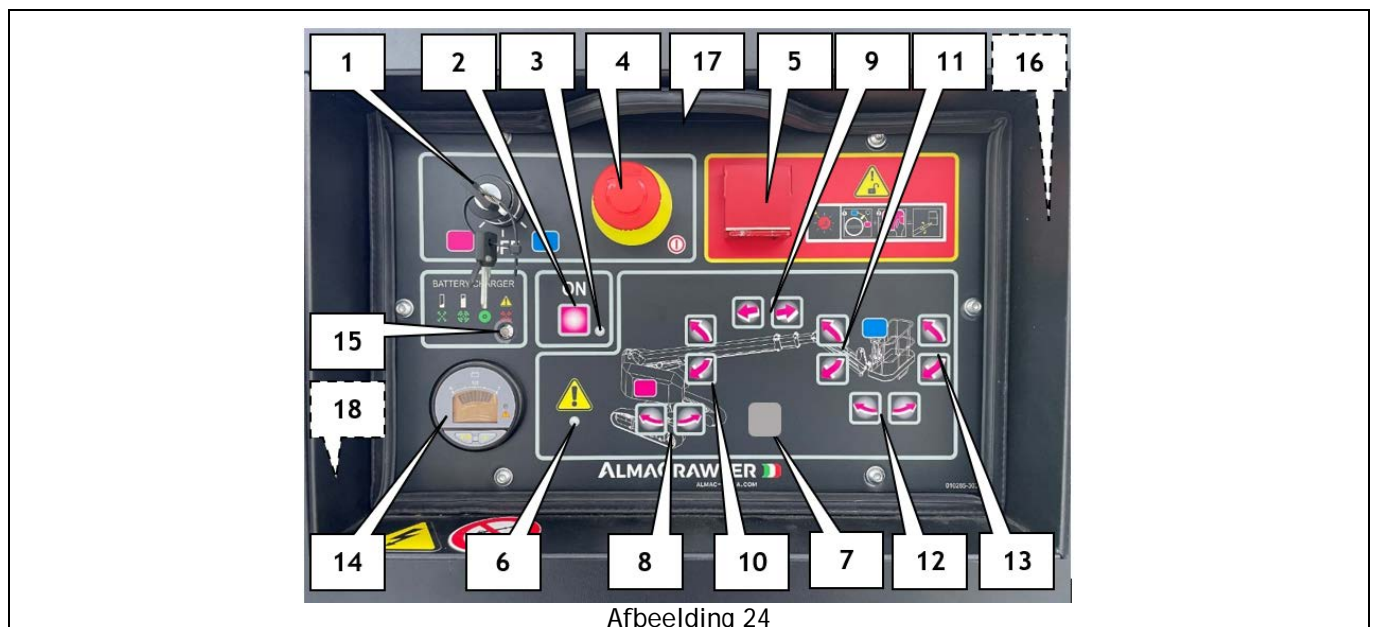 1 2 3 4 17 5 9 11 16
ON
BATTERY CHARGER
15
18
ALMACRAWLER
14 6 8 10 7 12 13
Afbeelding 24